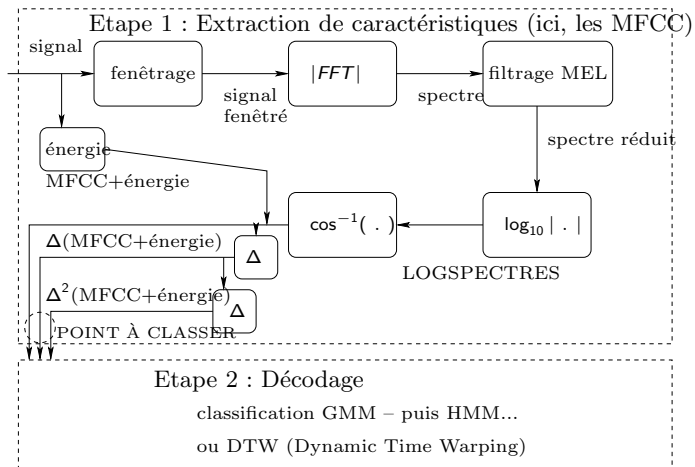 Etape 1 : Extraction de caractéristiques (ici, les MFCC)
signal
fenêtrage
signal
fenêtré
|FFT|
spectre
filtrage MEL
spectre réduit
énergie
MFCC+énergie
cos⁻¹( . )
log₁₀ | . |
LOGSPECTRES
Δ(MFCC+énergie)
Δ
Δ²(MFCC+énergie)
Δ
POINT À CLASSER
Etape 2 : Décodage
classification GMM – puis HMM...
ou DTW (Dynamic Time Warping)